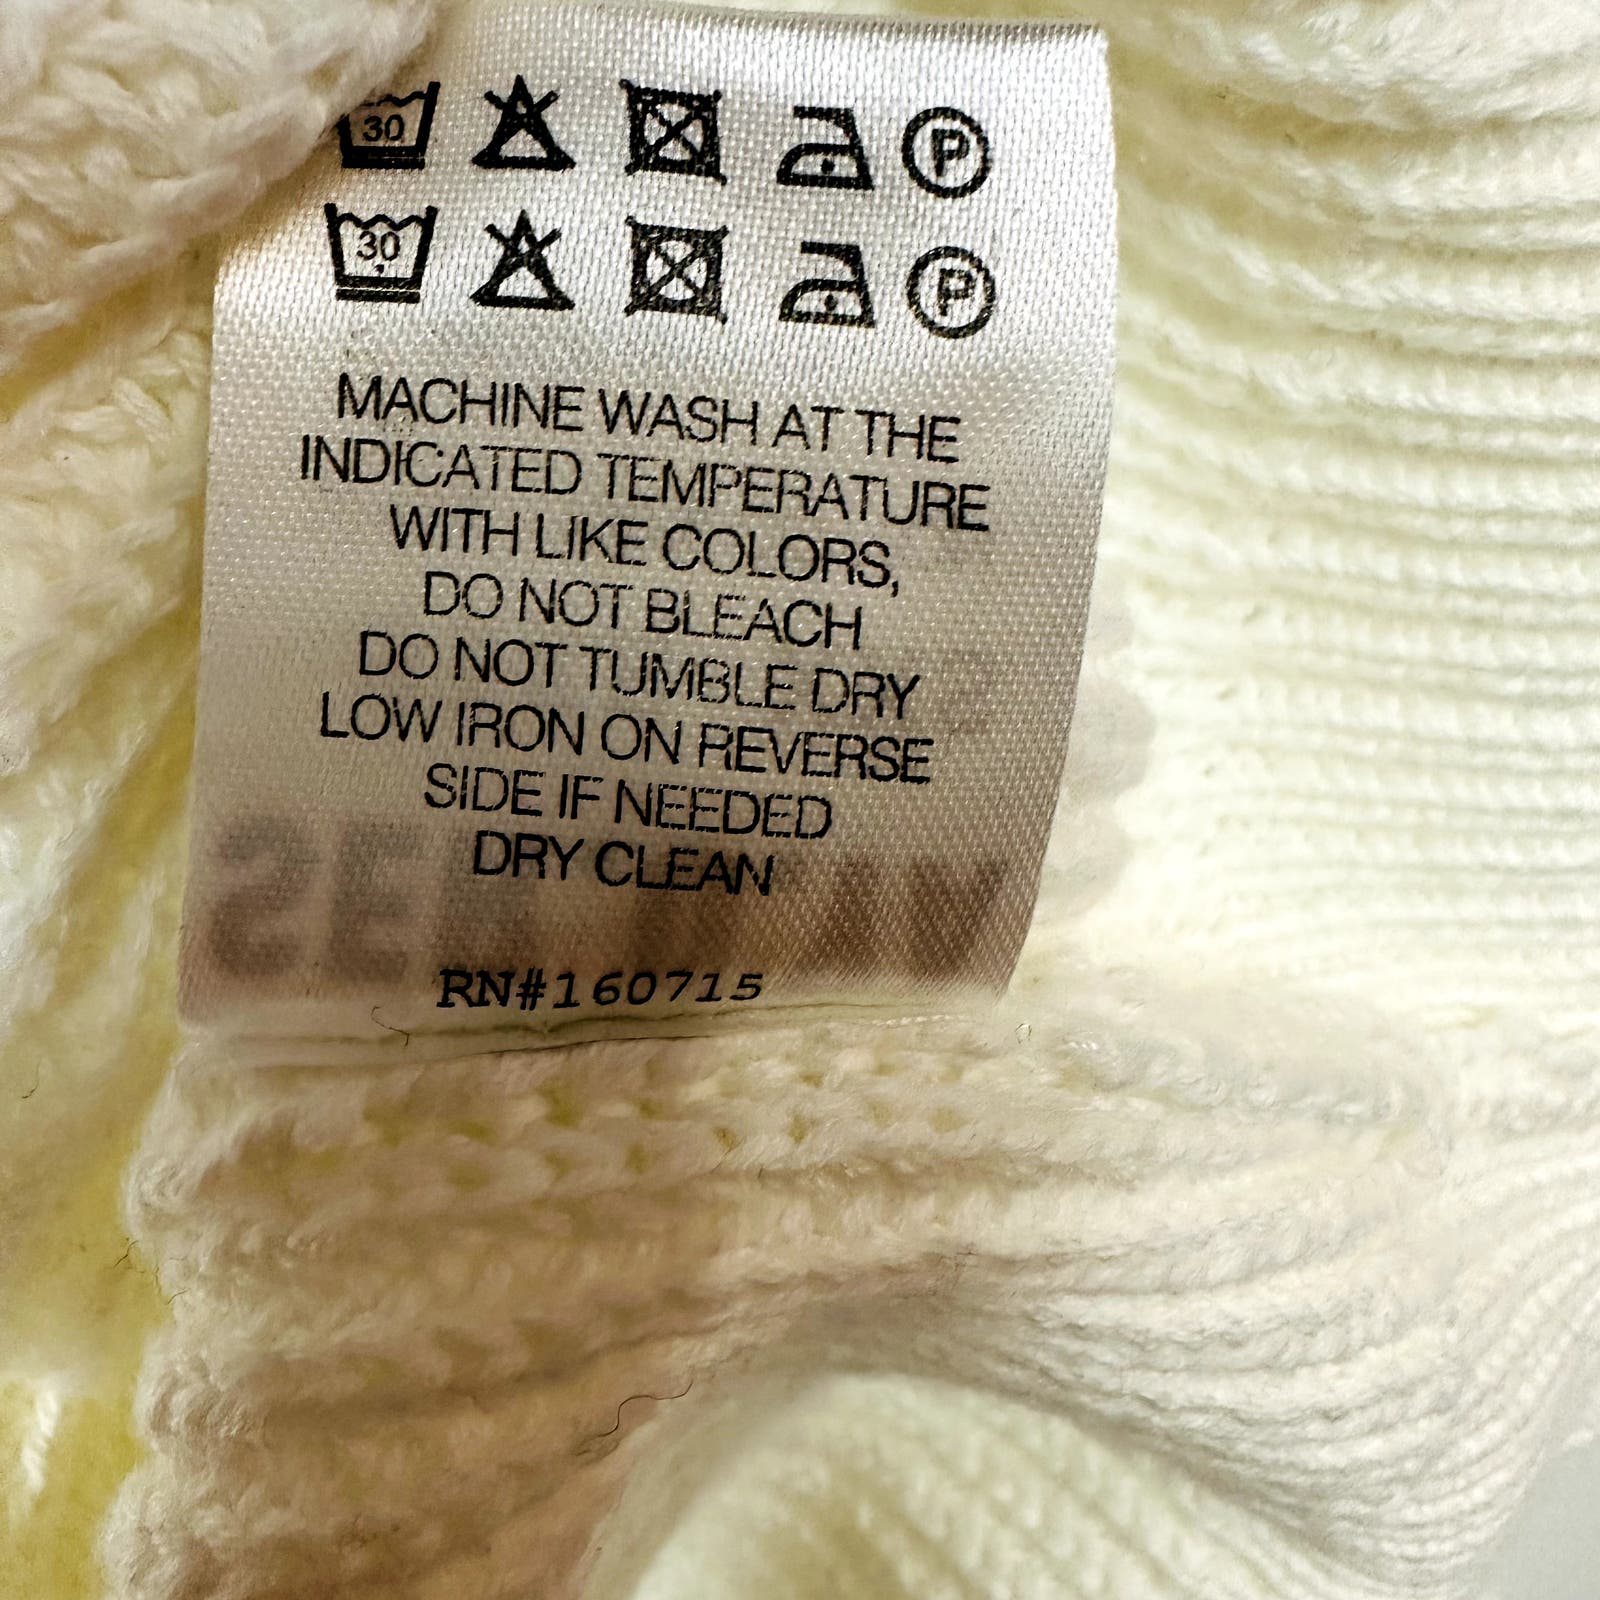 30 P
30 P
MACHINE WASH AT THE
INDICATED TEMPERATURE
WITH LIKE COLORS,
DO NOT BLEACH
DO NOT TUMBLE DRY
LOW IRON ON REVERSE
SIDE IF NEEDED
DRY CLEAN
RN#160715